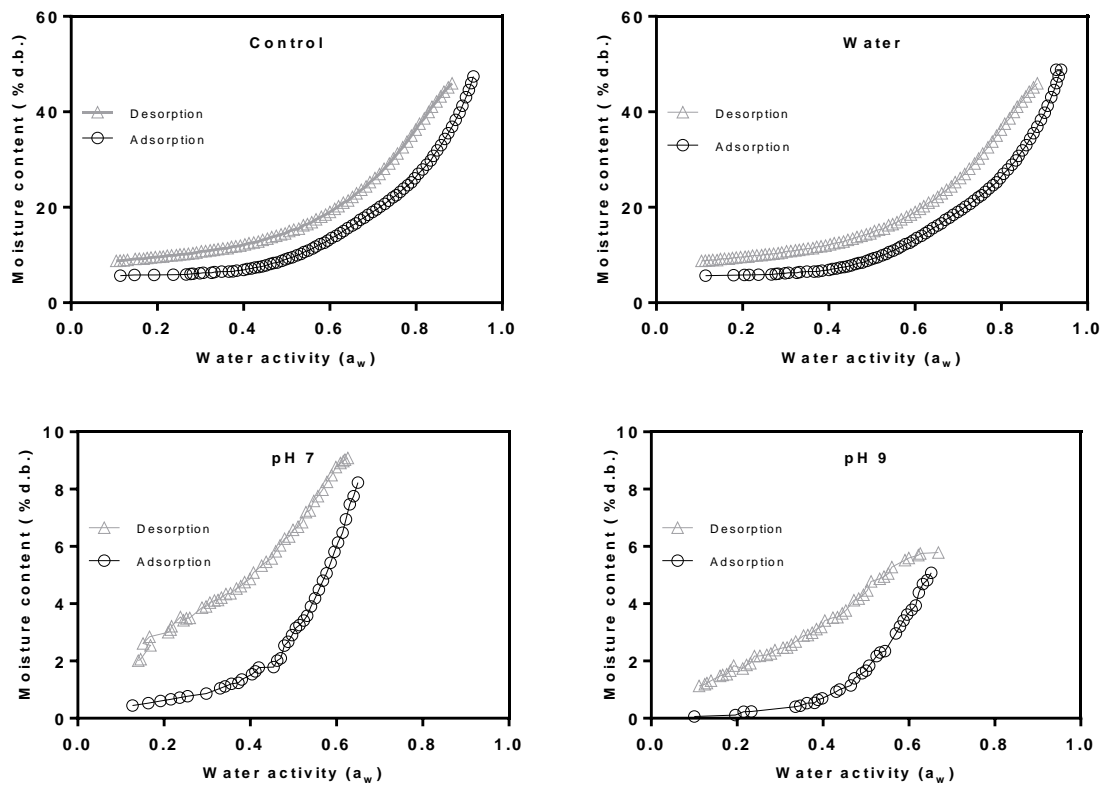 Control
Moisture content (%d.b.)
60
40
20
0
Desorption
Adsorption
0.0 0.2 0.4 0.6 0.8 1.0
Water activity (aw)
Water
Moisture content (%d.b.)
60
40
20
0
Desorption
Adsorption
0.0 0.2 0.4 0.6 0.8 1.0
Water activity (aw)
pH 7
Moisture content (%d.b.)
10
8
6
4
2
0
Desorption
Adsorption
0.0 0.2 0.4 0.6 0.8 1.0
Water activity (aw)
pH 9
Moisture content (%d.b.)
10
8
6
4
2
0
Desorption
Adsorption
0.0 0.2 0.4 0.6 0.8 1.0
Water activity (aw)